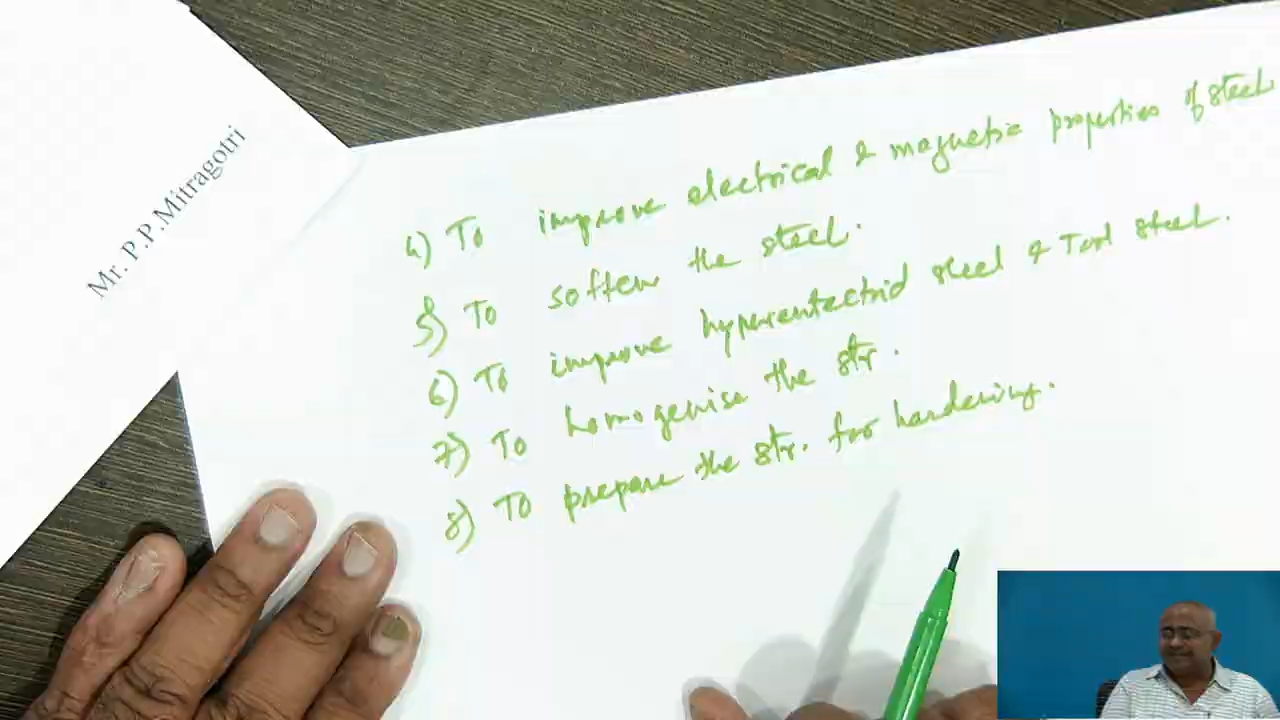 Mr. P.P.Mitragotri
4) To improve electrical & magnetic properties of steel
5) To soften the steel.
6) To improve hypereutectoid steel & Tool steel.
7) To homogenise the str.
8) To prepare the str. for hardening.